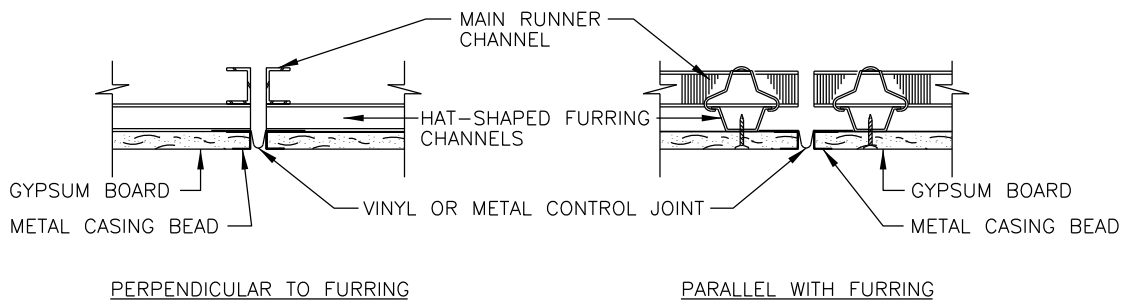 MAIN RUNNER
CHANNEL
HAT-SHAPED FURRING
CHANNELS
GYPSUM BOARD
METAL CASING BEAD
VINYL OR METAL CONTROL JOINT
GYPSUM BOARD
METAL CASING BEAD
PERPENDICULAR TO FURRING
PARALLEL WITH FURRING